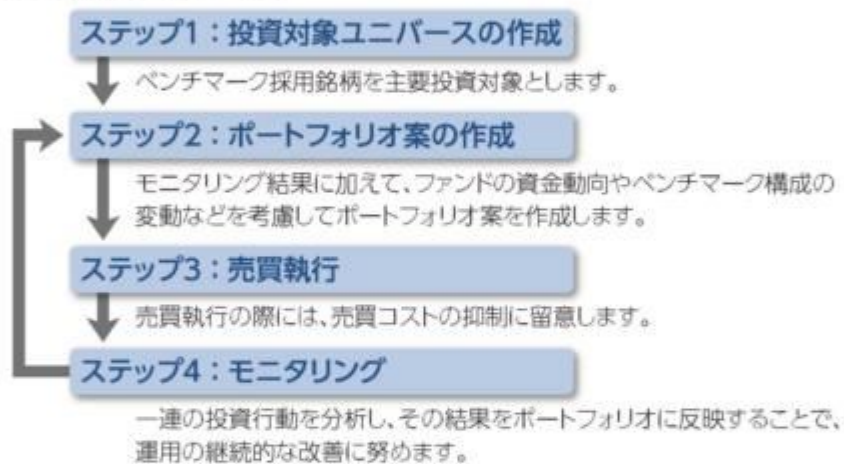 ステップ1：投資対象ユニバースの作成
ベンチマーク採用銘柄を主要投資対象とします。
ステップ2：ポートフォリオ案の作成
モニタリング結果に加えて、ファンドの資金動向やベンチマーク構成の
変動などを考慮してポートフォリオ案を作成します。
ステップ3：売買執行
売買執行の際には、売買コストの抑制に留意します。
ステップ4：モニタリング
一連の投資行動を分析し、その結果をポートフォリオに反映することで、
運用の継続的な改善に努めます。